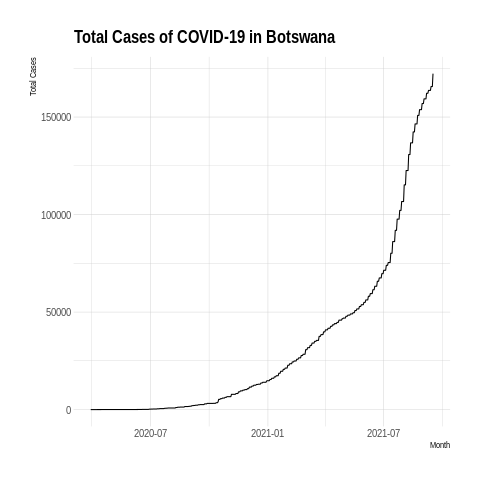 Total Cases of COVID-19 in Botswana
Total Cases
150000
100000
50000
0
2020-07 2021-01 2021-07
Month